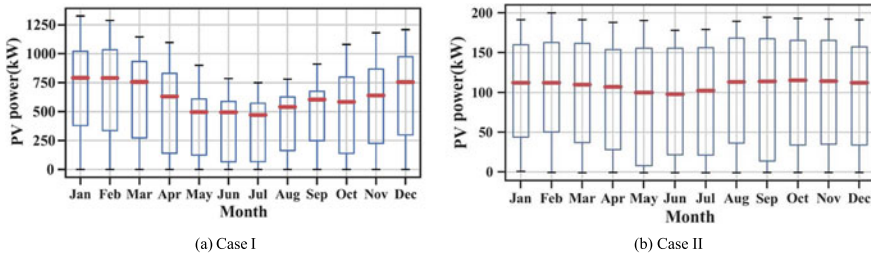 PV power(kW)
1250
1000
750
500
250
0
Jan Feb Mar Apr May Jun Jul Aug Sep Oct Nov Dec
Month
(a) Case I
PV power(kW)
200
150
100
50
0
Jan Feb Mar Apr May Jun Jul Aug Sep Oct Nov Dec
Month
(b) Case II